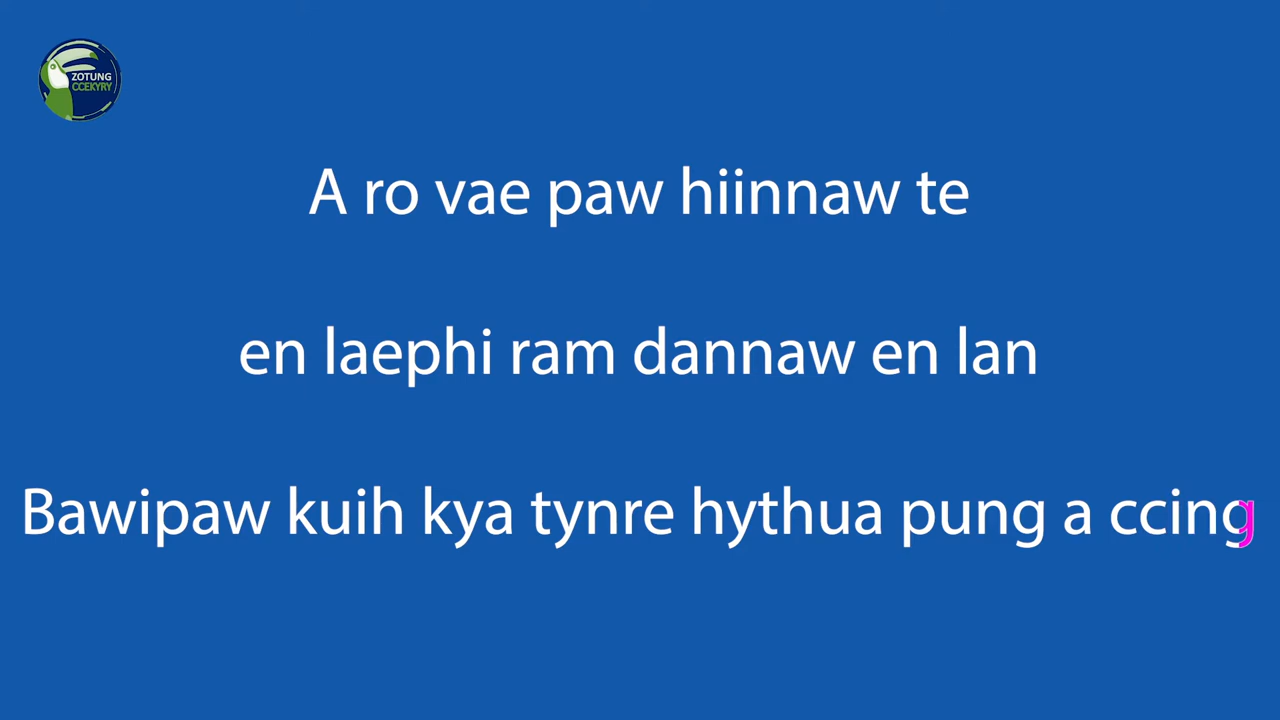 ZOTUNG
CCEKYRY
A ro vae paw hiinnaw te
en laephi ram dannaw en lan
Bawipaw kuih kya tynre hythua pung a ccing